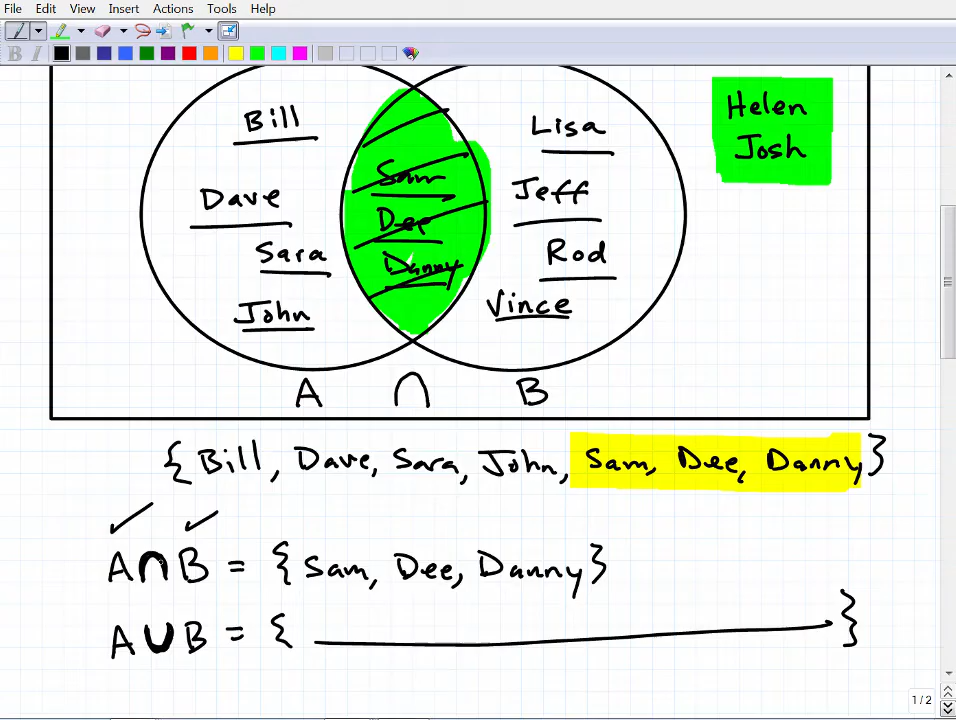 File Edit View Insert Actions Tools Help
B I
Bill
Dave
Sara
John
Sam
Dee
Danny
Lisa
Jeff
Rod
Vince
Helen
Josh
A ∩ B
{ Bill, Dave, Sara, John, Sam, Dee, Danny }
A∩B = { Sam, Dee, Danny }
A∪B = { }
1 / 2